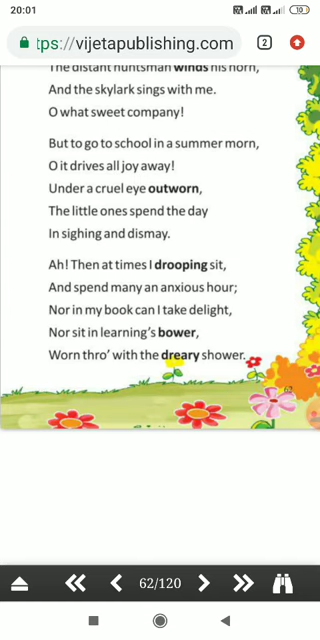 20:01
10
tps://vijetapublishing.com
2
The distant huntsman winds his horn,
And the skylark sings with me.
O what sweet company!
But to go to school in a summer morn,
O it drives all joy away!
Under a cruel eye outworn,
The little ones spend the day
In sighing and dismay.
Ah! Then at times I drooping sit,
And spend many an anxious hour;
Nor in my book can I take delight,
Nor sit in learning's bower,
Worn thro' with the dreary shower.
62/120